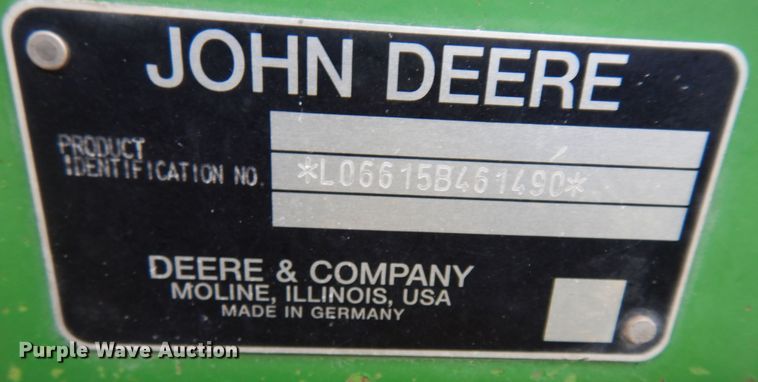 JOHN DEERE
PRODUCT
IDENTIFICATION NO.
*L06615B461490*
DEERE & COMPANY
MOLINE, ILLINOIS, USA
MADE IN GERMANY
Purple Wave Auction